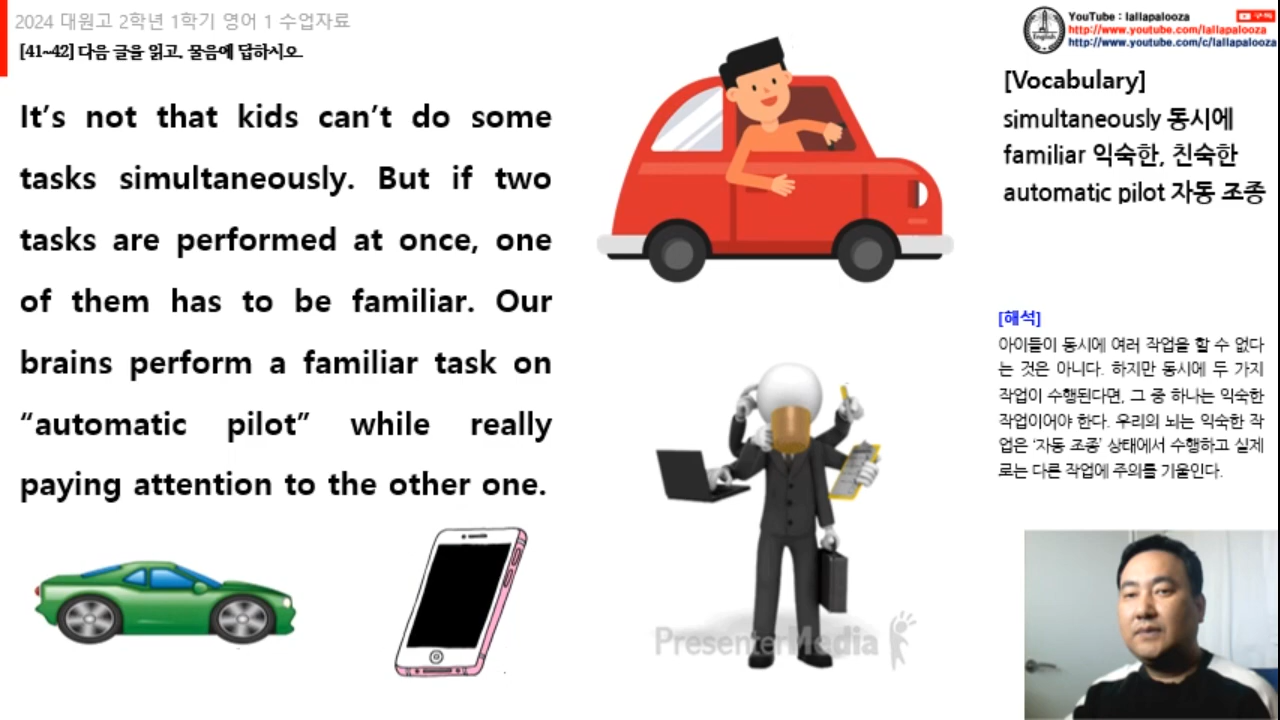 2024 대원고 2학년 1학기 영어 1 수업자료
[41~42] 다음 글을 읽고, 물음에 답하시오.
It's not that kids can't do some
tasks simultaneously. But if two
tasks are performed at once, one
of them has to be familiar. Our
brains perform a familiar task on
“automatic pilot” while really
paying attention to the other one.
YouTube : lallapalooza
구독
http://www.youtube.com/lallapalooza
http://www.youtube.com/c/lallapalooza
English
[Vocabulary]
simultaneously 동시에
familiar 익숙한, 친숙한
automatic pilot 자동 조종
[해석]
아이들이 동시에 여러 작업을 할 수 없다
는 것은 아니다. 하지만 동시에 두 가지
작업이 수행된다면, 그 중 하나는 익숙한
작업이어야 한다. 우리의 뇌는 익숙한 작
업은 ‘자동 조종’ 상태에서 수행하고 실제
로는 다른 작업에 주의를 기울인다.
PresenterMedia